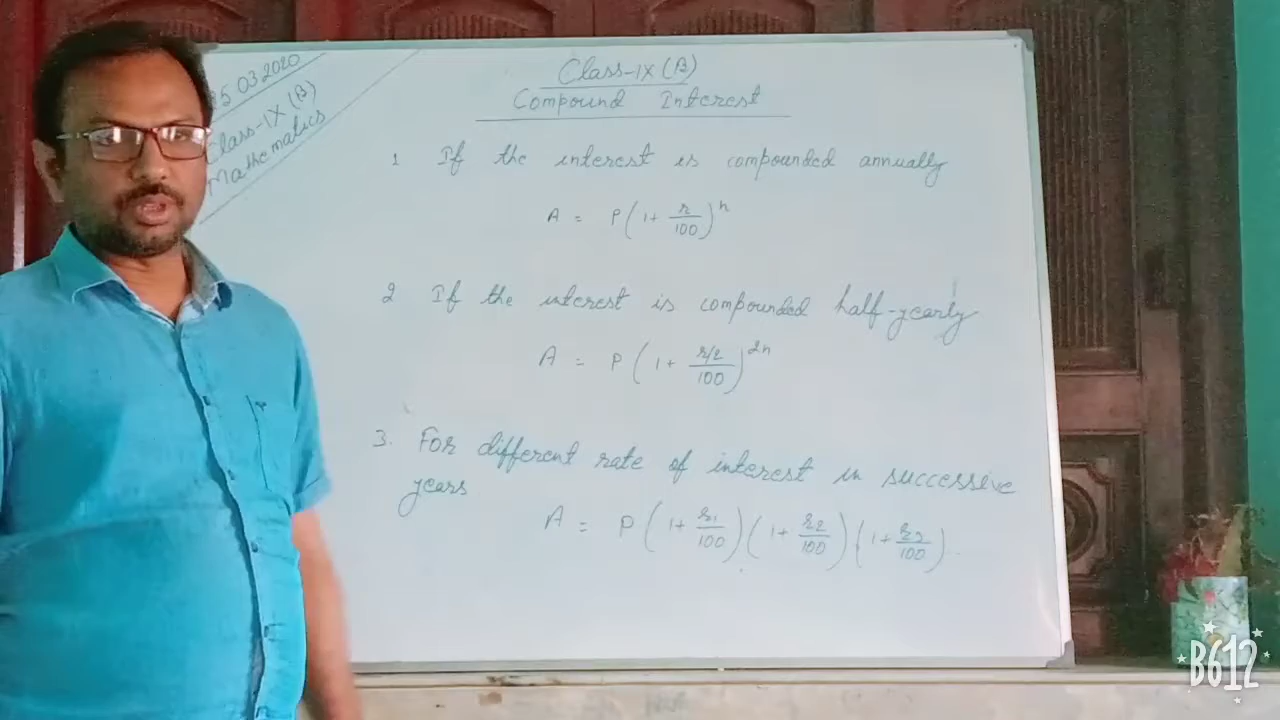 5 03 2020
Class-IX (B)
Mathematics
Class-IX (B)
Compound Interest
1 If the interest is compounded annually
A = P(1+ r/100)^n
2 If the interest is compounded half-yearly
A = P(1+ r/2/100)^2n
3. For different rate of interest in successive
years
A = P(1+ r1/100)(1+ r2/100)(1+ r3/100)
B612